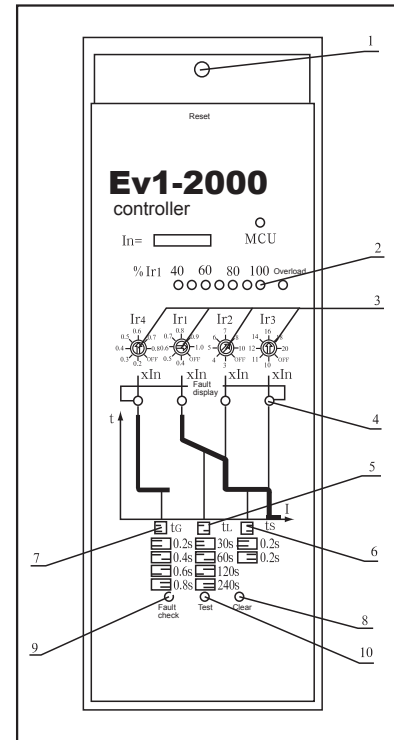 1
Reset
Ev1-2000
controller
In=
MCU
2
%Ir1 40 60 80 100 Overload
3
Ir4 Ir1 Ir2 Ir3
0.2 0.3 0.4 0.5 0.6 0.7 0.8 OFF
0.4 0.5 0.6 0.7 0.8 0.9 1.0 OFF
3 4 5 6 7 8 10 OFF
10 11 12 14 16 18 20 OFF
xIn xIn xIn xIn
Fault
display
4
t
5
I
7
tG tL tS
6
0.2s 30s 0.2s
0.4s 60s 0.2s
0.6s 120s
0.8s 240s
Fault
check
Test
Clear
8
9
10